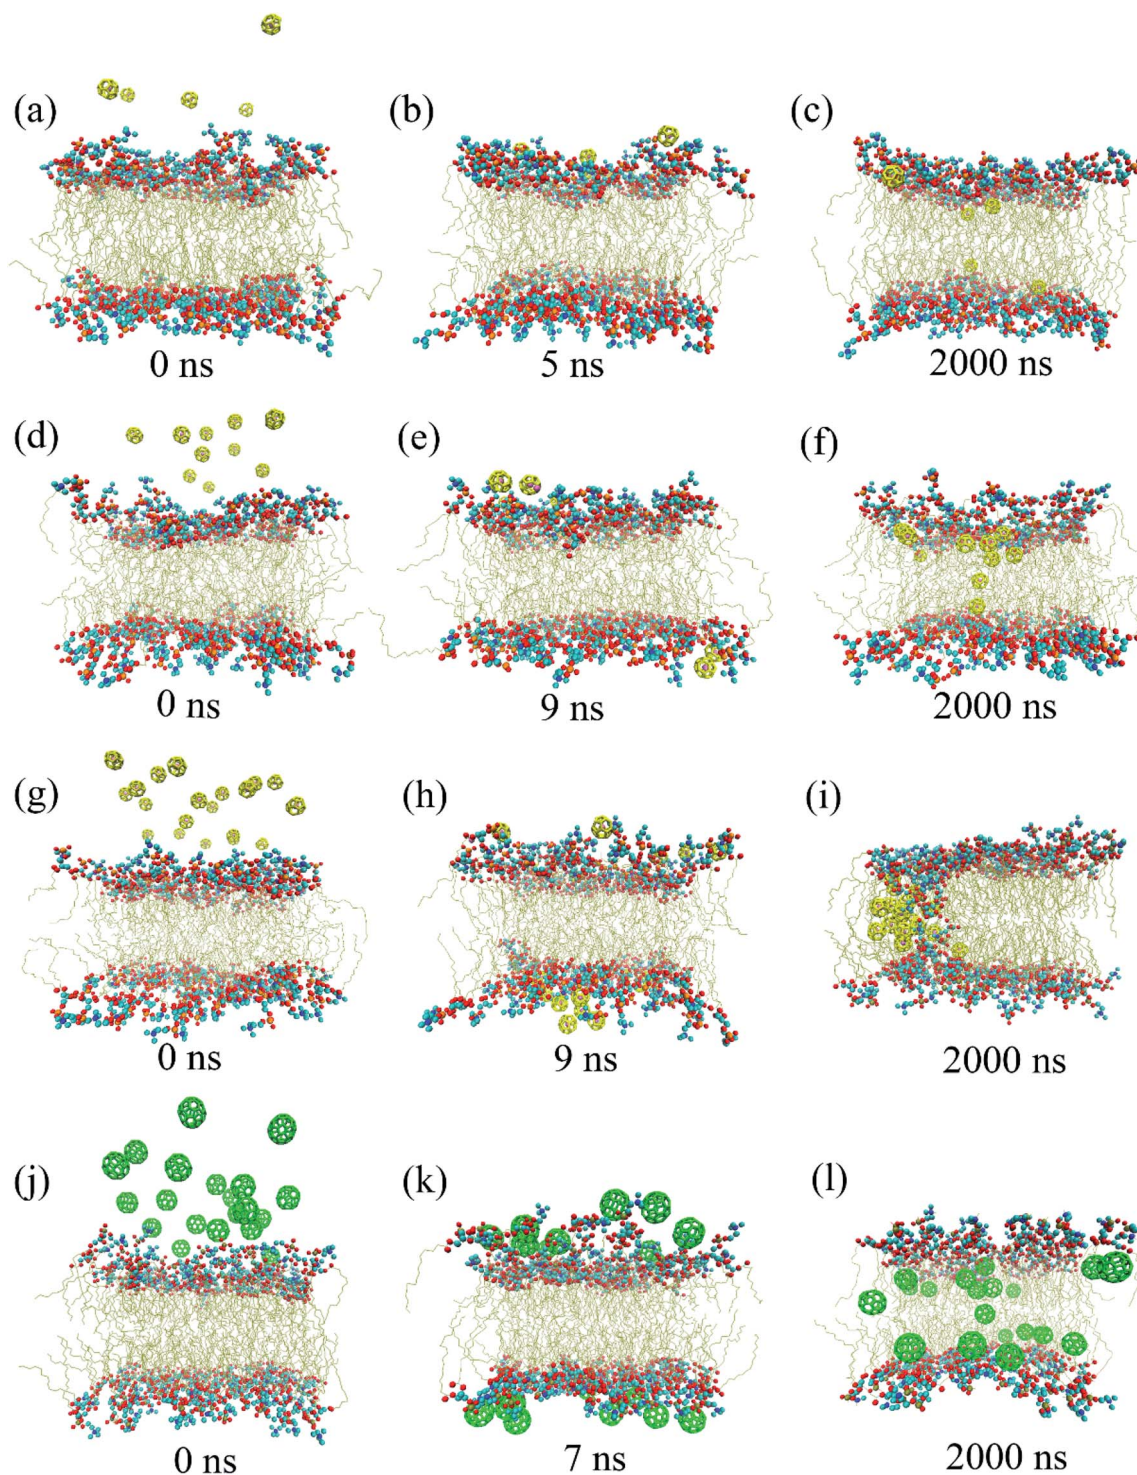 (a) (b) (c)
0 ns 5 ns 2000 ns
(d) (e) (f)
0 ns 9 ns 2000 ns
(g) (h) (i)
0 ns 9 ns 2000 ns
(j) (k) (l)
0 ns 7 ns 2000 ns